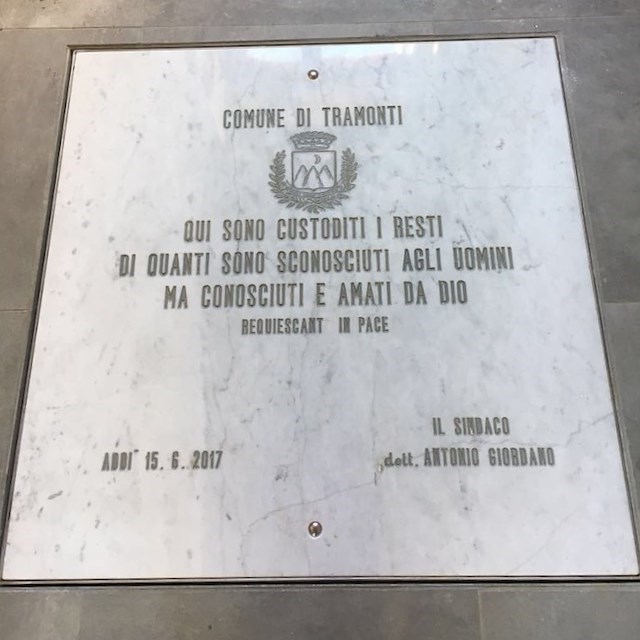 COMUNE DI TRAMONTI
QUI SONO CUSTODITI I RESTI
DI QUANTI SONO SCONOSCIUTI AGLI UOMINI
MA CONOSCIUTI E AMATI DA DIO
REQUIESCANT IN PACE
IL SINDACO
ADDI' 15.6.2017 dott. ANTONIO GIORDANO